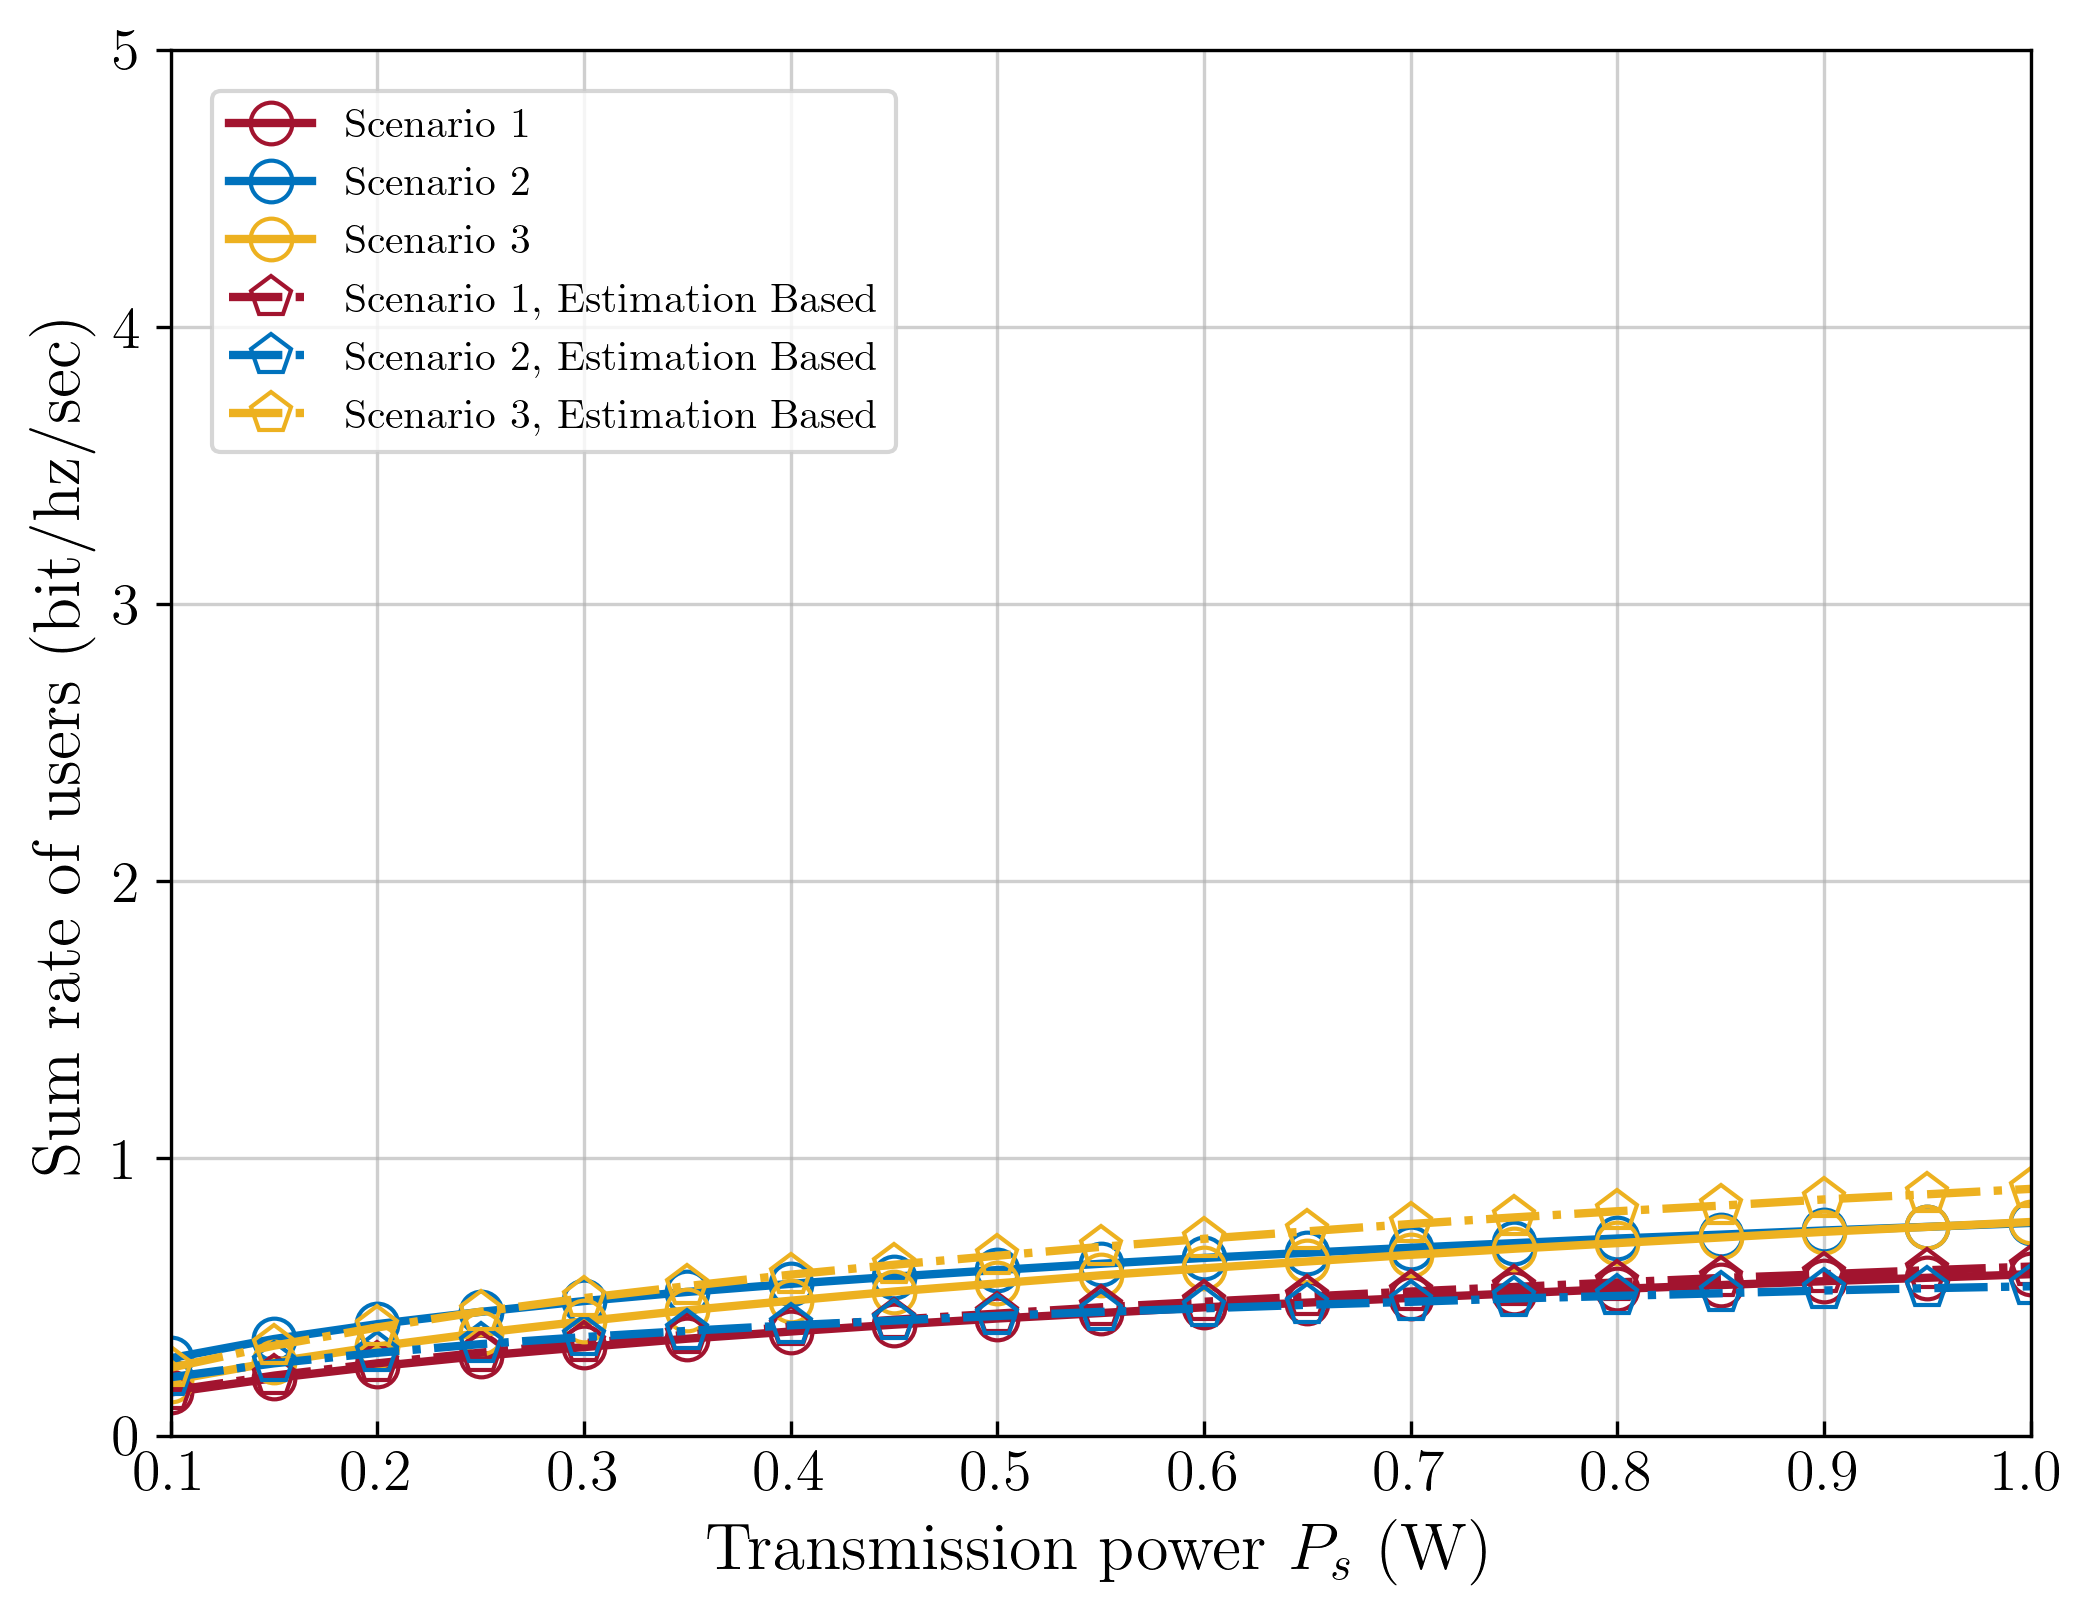 Sum rate of users (bit/hz/sec)
5
4
3
2
1
0
Scenario 1
Scenario 2
Scenario 3
Scenario 1, Estimation Based
Scenario 2, Estimation Based
Scenario 3, Estimation Based
0.1 0.2 0.3 0.4 0.5 0.6 0.7 0.8 0.9 1.0
Transmission power $P_s$ (W)